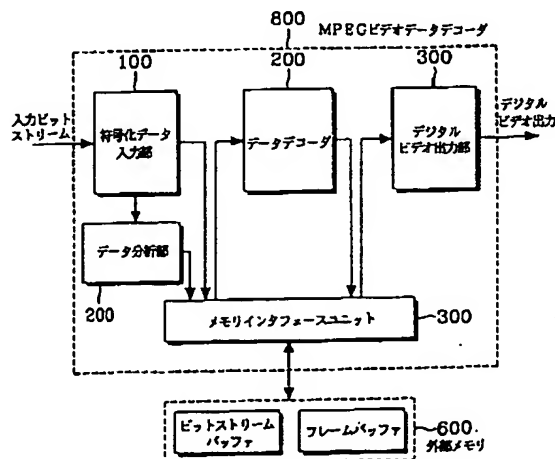 800
MPEGビデオデータデコーダ
100
200
300
入力ビット
ストリーム
符号化データ
入力部
データデコーダ
デジタル
ビデオ出力部
デジタル
ビデオ出力
データ分析部
200
メモリインタフェースユニット
300
ビットストリーム
バッファ
フレームバッファ
600.
外部メモリ